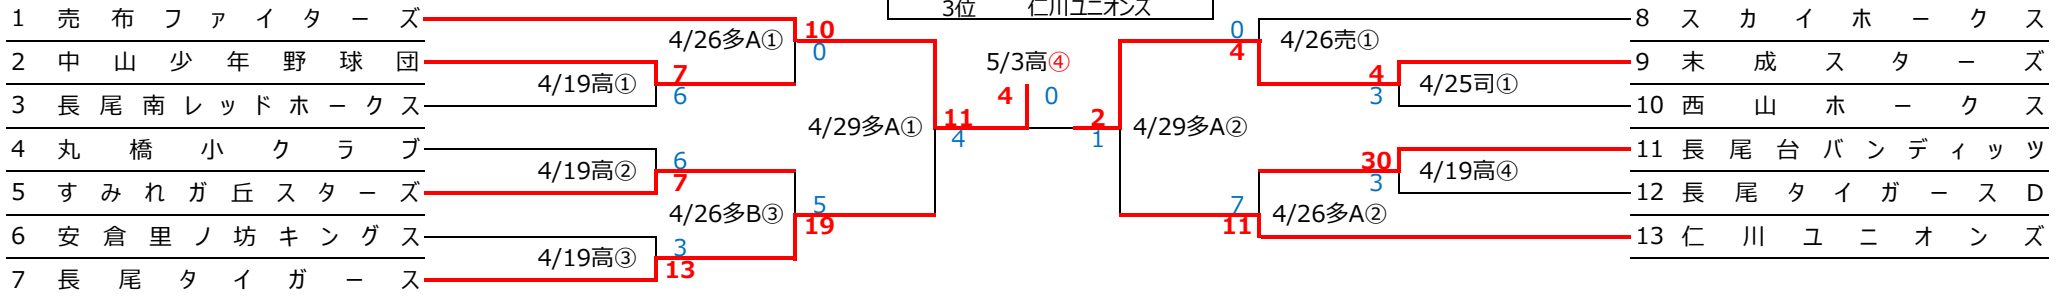 3位 仁川ユニオンズ
1 売布ファイターズ
2 中山少年野球団
3 長尾南レッドホークス
4 丸橋小クラブ
5 すみれガ丘スターズ
6 安倉里ノ坊キングス
7 長尾タイガース
4/19高①
7
6
4/19高②
6
7
4/19高③
3
13
4/26多A①
10
0
4/26多B③
5
19
4/29多A①
11
4
5/3高④
4 0
2
1
4/29多A②
0
4
4/26売①
7
11
4/26多A②
4
3
4/25司①
30
3
4/19高④
8 スカイホークス
9 末成スターズ
10 西山ホークス
11 長尾台バンディッツ
12 長尾タイガースD
13 仁川ユニオンズ